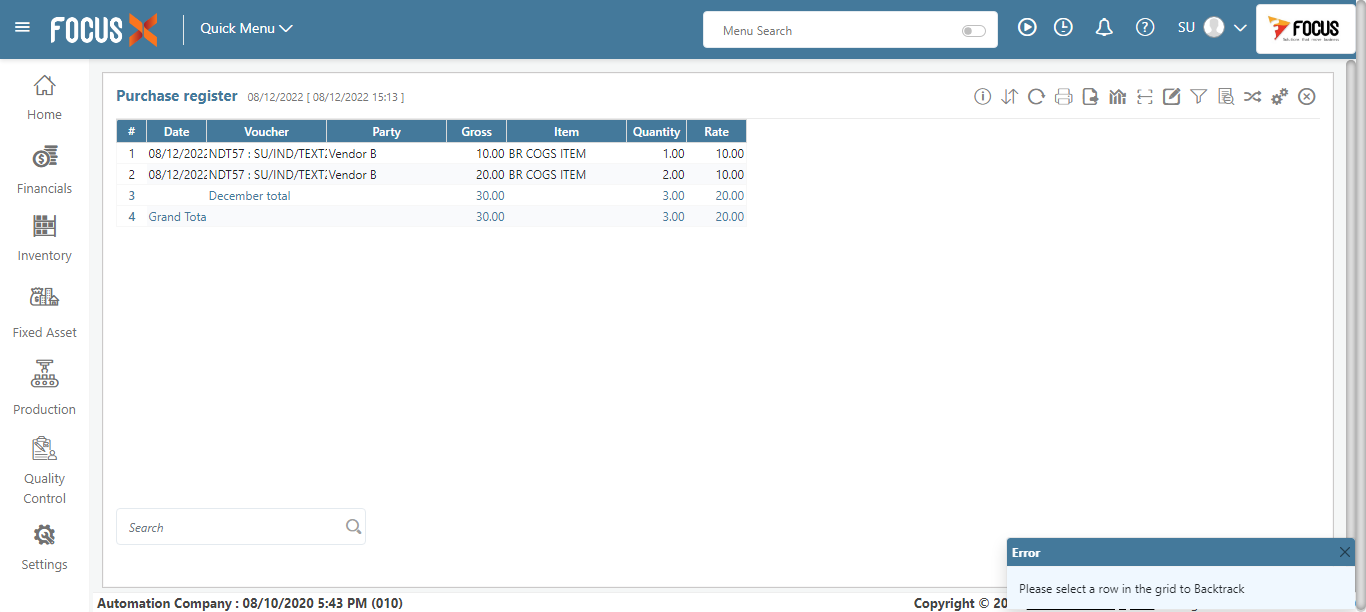 FOCUS X
Quick Menu
Menu Search
SU
FOCUS
Home
Financials
Inventory
Fixed Asset
Production
Quality
Control
Settings
Purchase register 08/12/2022 [ 08/12/2022 15:13 ]
# Date Voucher Party Gross Item Quantity Rate
1 08/12/2022 NDT57 : SU/IND/TEXT Vendor B 10.00 BR COGS ITEM 1.00 10.00
2 08/12/2022 NDT57 : SU/IND/TEXT Vendor B 20.00 BR COGS ITEM 2.00 10.00
3 December total 30.00 3.00 20.00
4 Grand Tota 30.00 3.00 20.00
Search
Error
Please select a row in the grid to Backtrack
Automation Company : 08/10/2020 5:43 PM (010)
Copyright © 20